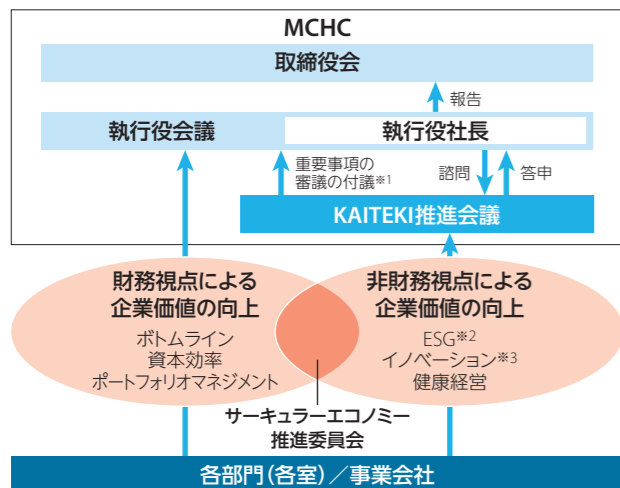 MCHC
取締役会
報告
執行役会議
執行役社長
重要事項の
審議の付議※1
諮問
答申
KAITEKI推進会議
財務視点による
企業価値の向上
ボトムライン
資本効率
ポートフォリオマネジメント
非財務視点による
企業価値の向上
ESG※2
イノベーション※3
健康経営
サーキュラーエコノミー
推進委員会
各部門(各室)／事業会社